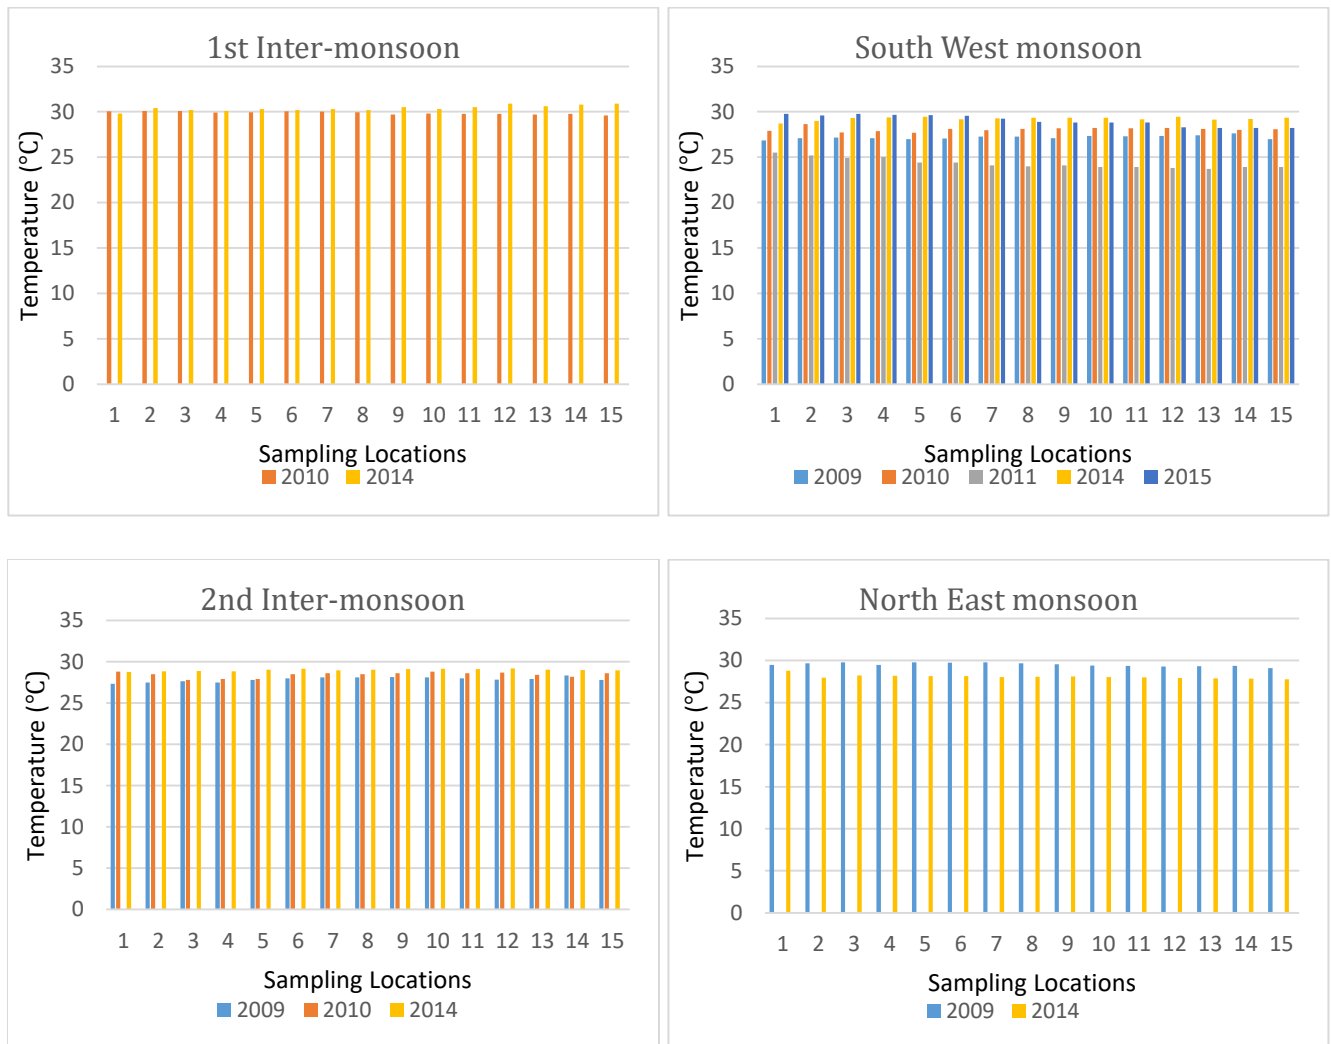 1st Inter-monsoon
35
30
25
20
15
10
5
0
Temperature (°C)
1 2 3 4 5 6 7 8 9 10 11 12 13 14 15
Sampling Locations
2010 2014
South West monsoon
35
30
25
20
15
10
5
0
Temperature (°C)
1 2 3 4 5 6 7 8 9 10 11 12 13 14 15
Sampling Locations
2009 2010 2011 2014 2015
2nd Inter-monsoon
35
30
25
20
15
10
5
0
Temperature (°C)
1 2 3 4 5 6 7 8 9 10 11 12 13 14 15
Sampling Locations
2009 2010 2014
North East monsoon
35
30
25
20
15
10
5
0
Temperature (°C)
1 2 3 4 5 6 7 8 9 10 11 12 13 14 15
Sampling Locations
2009 2014